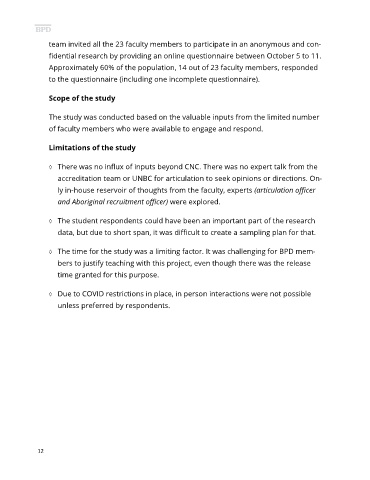 BPD
team invited all the 23 faculty members to participate in an anonymous and con-
fidential research by providing an online questionnaire between October 5 to 11.
Approximately 60% of the population, 14 out of 23 faculty members, responded
to the questionnaire (including one incomplete questionnaire).
Scope of the study
The study was conducted based on the valuable inputs from the limited number
of faculty members who were available to engage and respond.
Limitations of the study
◊ There was no influx of inputs beyond CNC. There was no expert talk from the
accreditation team or UNBC for articulation to seek opinions or directions. On-
ly in-house reservoir of thoughts from the faculty, experts (articulation officer
and Aboriginal recruitment officer) were explored.
◊ The student respondents could have been an important part of the research
data, but due to short span, it was difficult to create a sampling plan for that.
◊ The time for the study was a limiting factor. It was challenging for BPD mem-
bers to justify teaching with this project, even though there was the release
time granted for this purpose.
◊ Due to COVID restrictions in place, in person interactions were not possible
unless preferred by respondents.
12